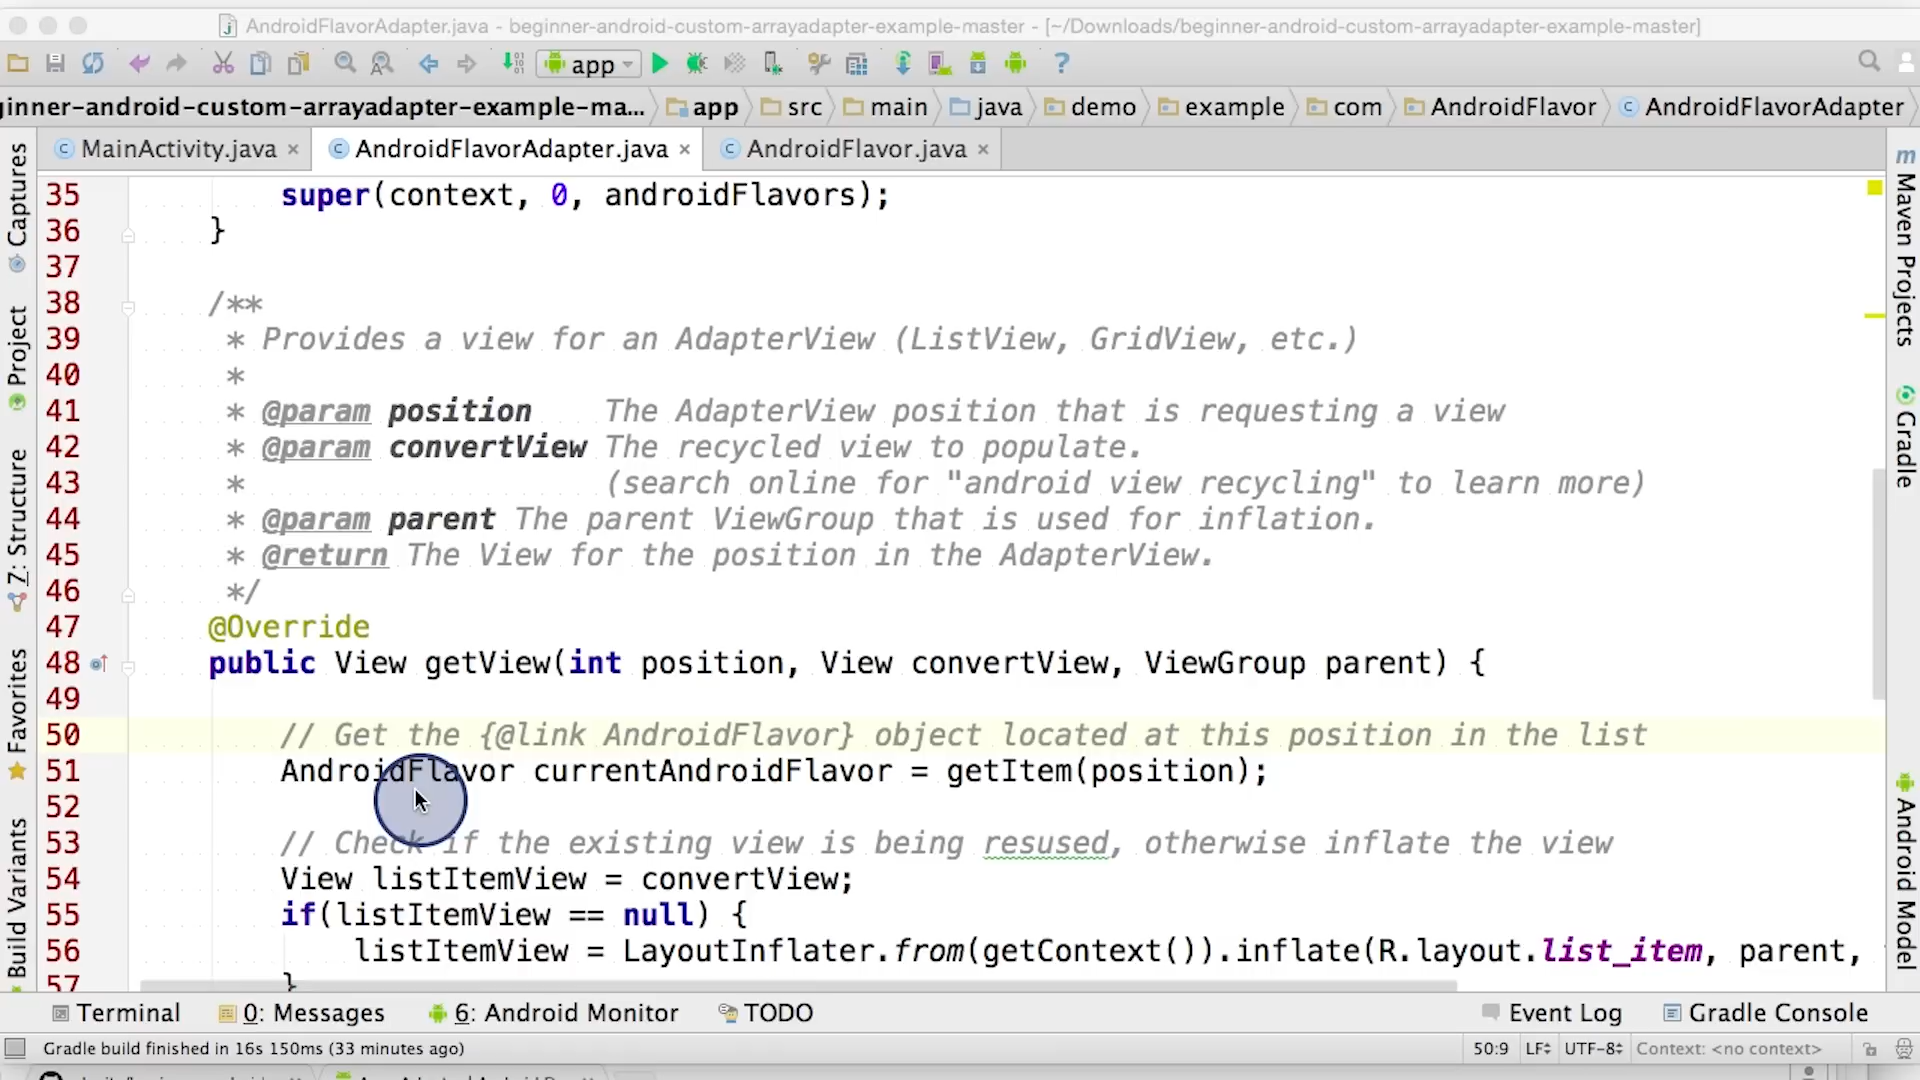 AndroidFlavorAdapter.java - beginner-android-custom-arrayadapter-example-master - [~/Downloads/beginner-android-custom-arrayadapter-example-master]
app
ginner-android-custom-arrayadapter-example-ma... app src main java demo example com AndroidFlavor AndroidFlavorAdapter
MainActivity.java AndroidFlavorAdapter.java AndroidFlavor.java
Captures
Project
Z: Structure
Favorites
Build Variants
35 super(context, 0, androidFlavors);
36 }
37
38 /**
39 * Provides a view for an AdapterView (ListView, GridView, etc.)
40 *
41 * @param position The AdapterView position that is requesting a view
42 * @param convertView The recycled view to populate.
43 * (search online for "android view recycling" to learn more)
44 * @param parent The parent ViewGroup that is used for inflation.
45 * @return The View for the position in the AdapterView.
46 */
47 @Override
48 public View getView(int position, View convertView, ViewGroup parent) {
49
50 // Get the {@link AndroidFlavor} object located at this position in the list
51 AndroidFlavor currentAndroidFlavor = getItem(position);
52
53 // Check if the existing view is being resused, otherwise inflate the view
54 View listItemView = convertView;
55 if(listItemView == null) {
56 listItemView = LayoutInflater.from(getContext()).inflate(R.layout.list_item, parent,
57 }
m Maven Projects
Gradle
Android Model
Terminal 0: Messages 6: Android Monitor TODO Event Log Gradle Console
Gradle build finished in 16s 150ms (33 minutes ago) 50:9 LF UTF-8 Context: <no context>